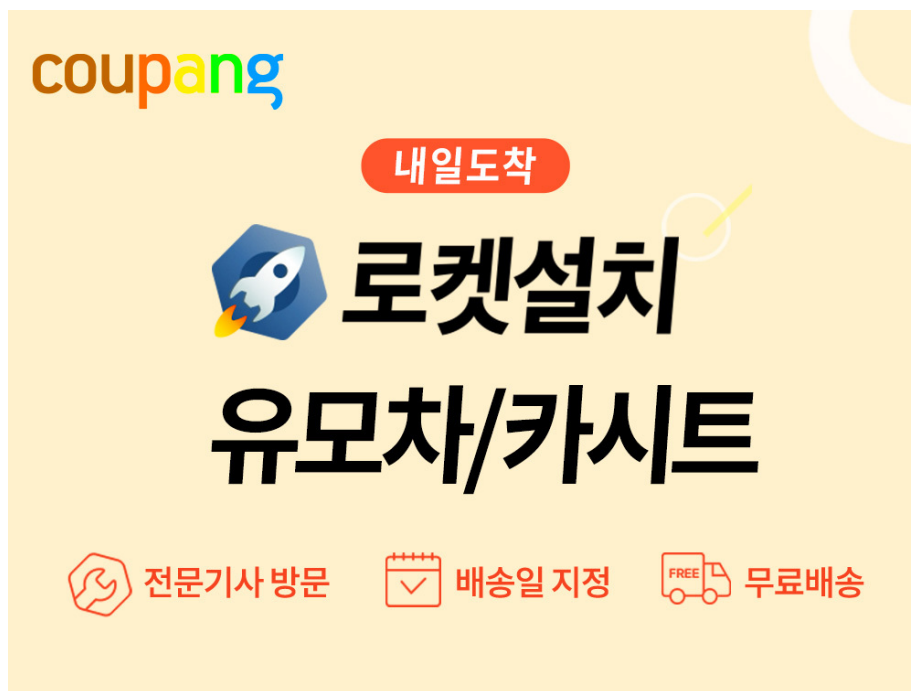 coupang
내일도착
로켓설치
유모차/카시트
전문기사 방문
배송일 지정
FREE
무료배송